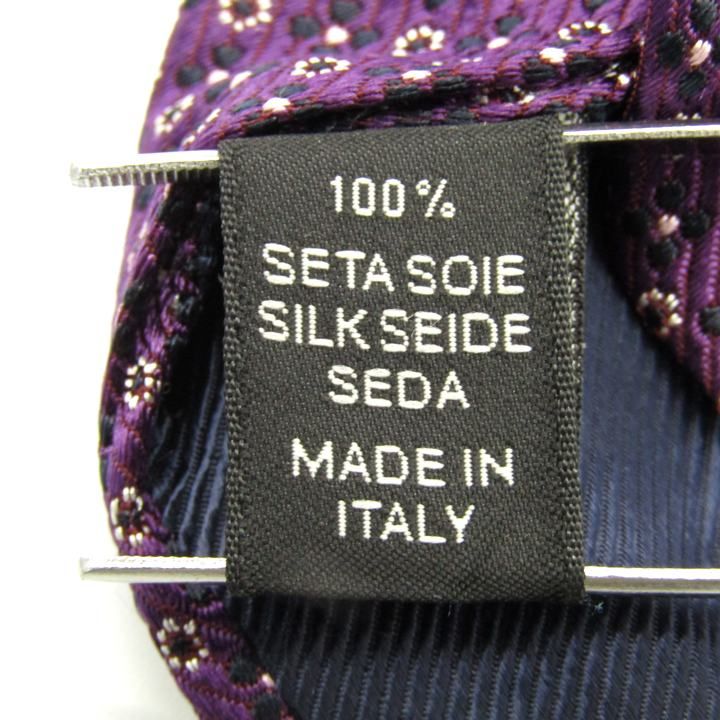 100%
SETA SOIE
SILK SEIDE
SEDA
MADE IN
ITALY